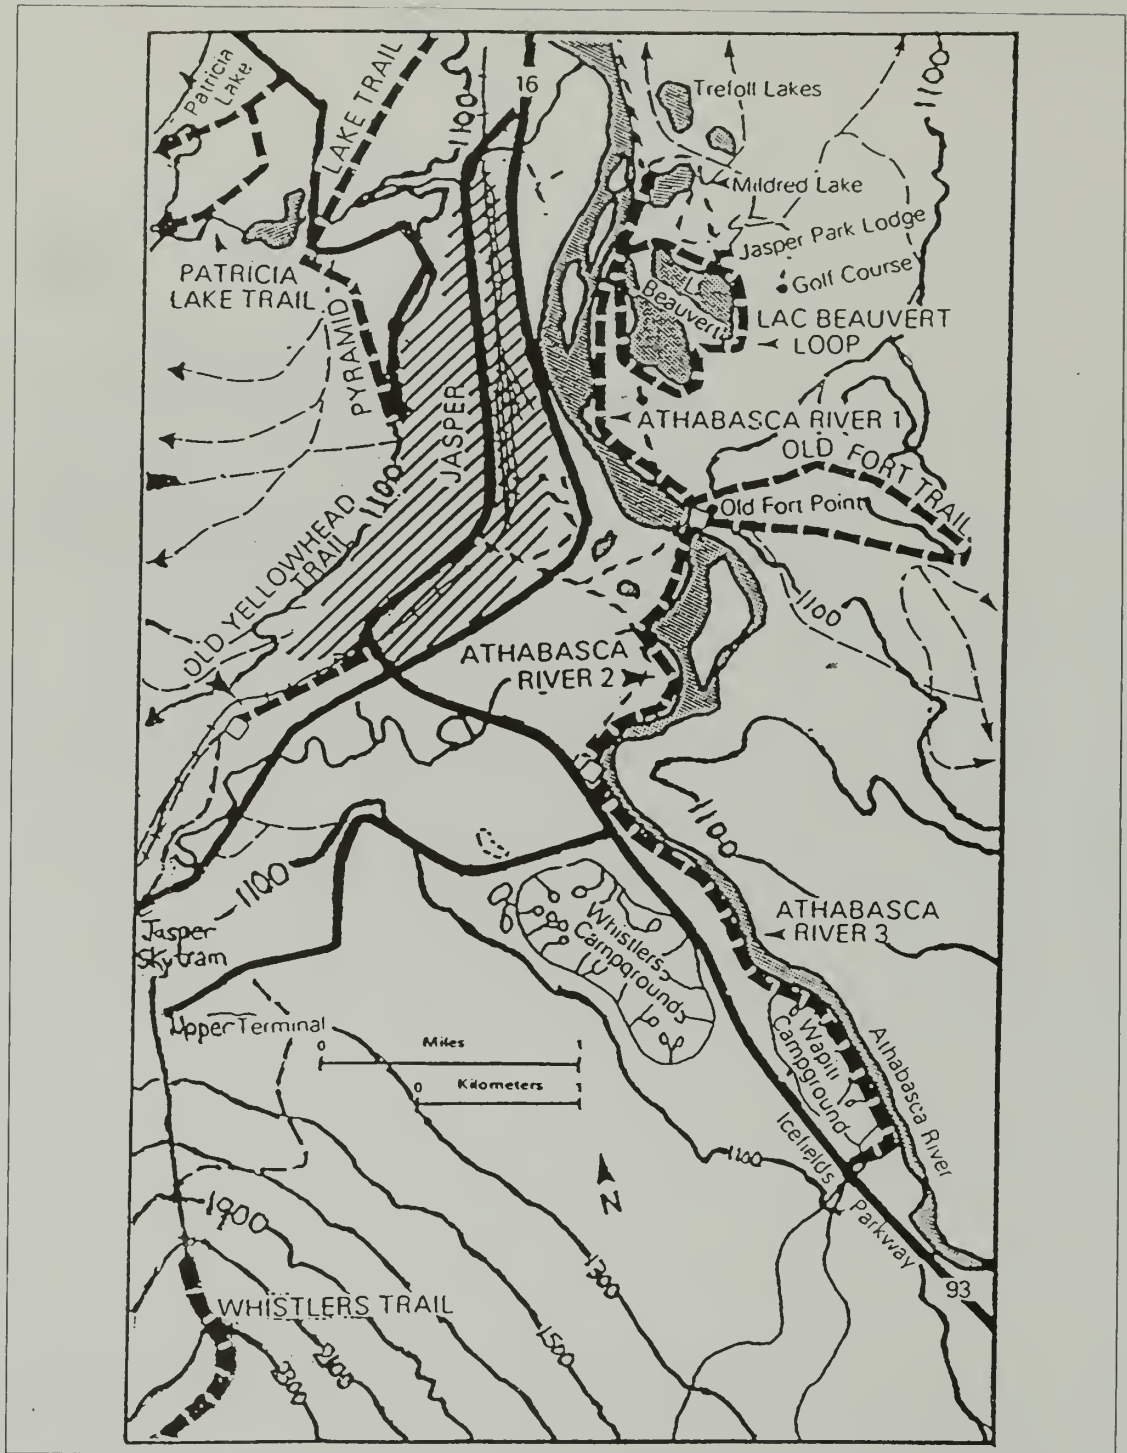 Patricia
Lake
LAKE TRAIL
1100
16
1100
Trefoil Lakes
Mildred Lake
Jasper Park Lodge
Golf Course
PATRICIA
LAKE TRAIL
PYRAMID
L.
Beauvert
LAC BEAUVERT
LOOP
JASPER
ATHABASCA RIVER 1
OLD FORT TRAIL
Old Fort Point
1100
OLD YELLOWHEAD
TRAIL
1100
ATHABASCA
RIVER 2
1100
1100
ATHABASCA
RIVER 3
Jasper
Skytram
Whistlers
Campgrounds
Upper Terminal
0 Miles 1
0 Kilometers 1
Wapiti
Campground
Athabasca River
Icefields
Parkway
1100
N
1900
1300
93
WHISTLERS TRAIL
1500
2100
2300